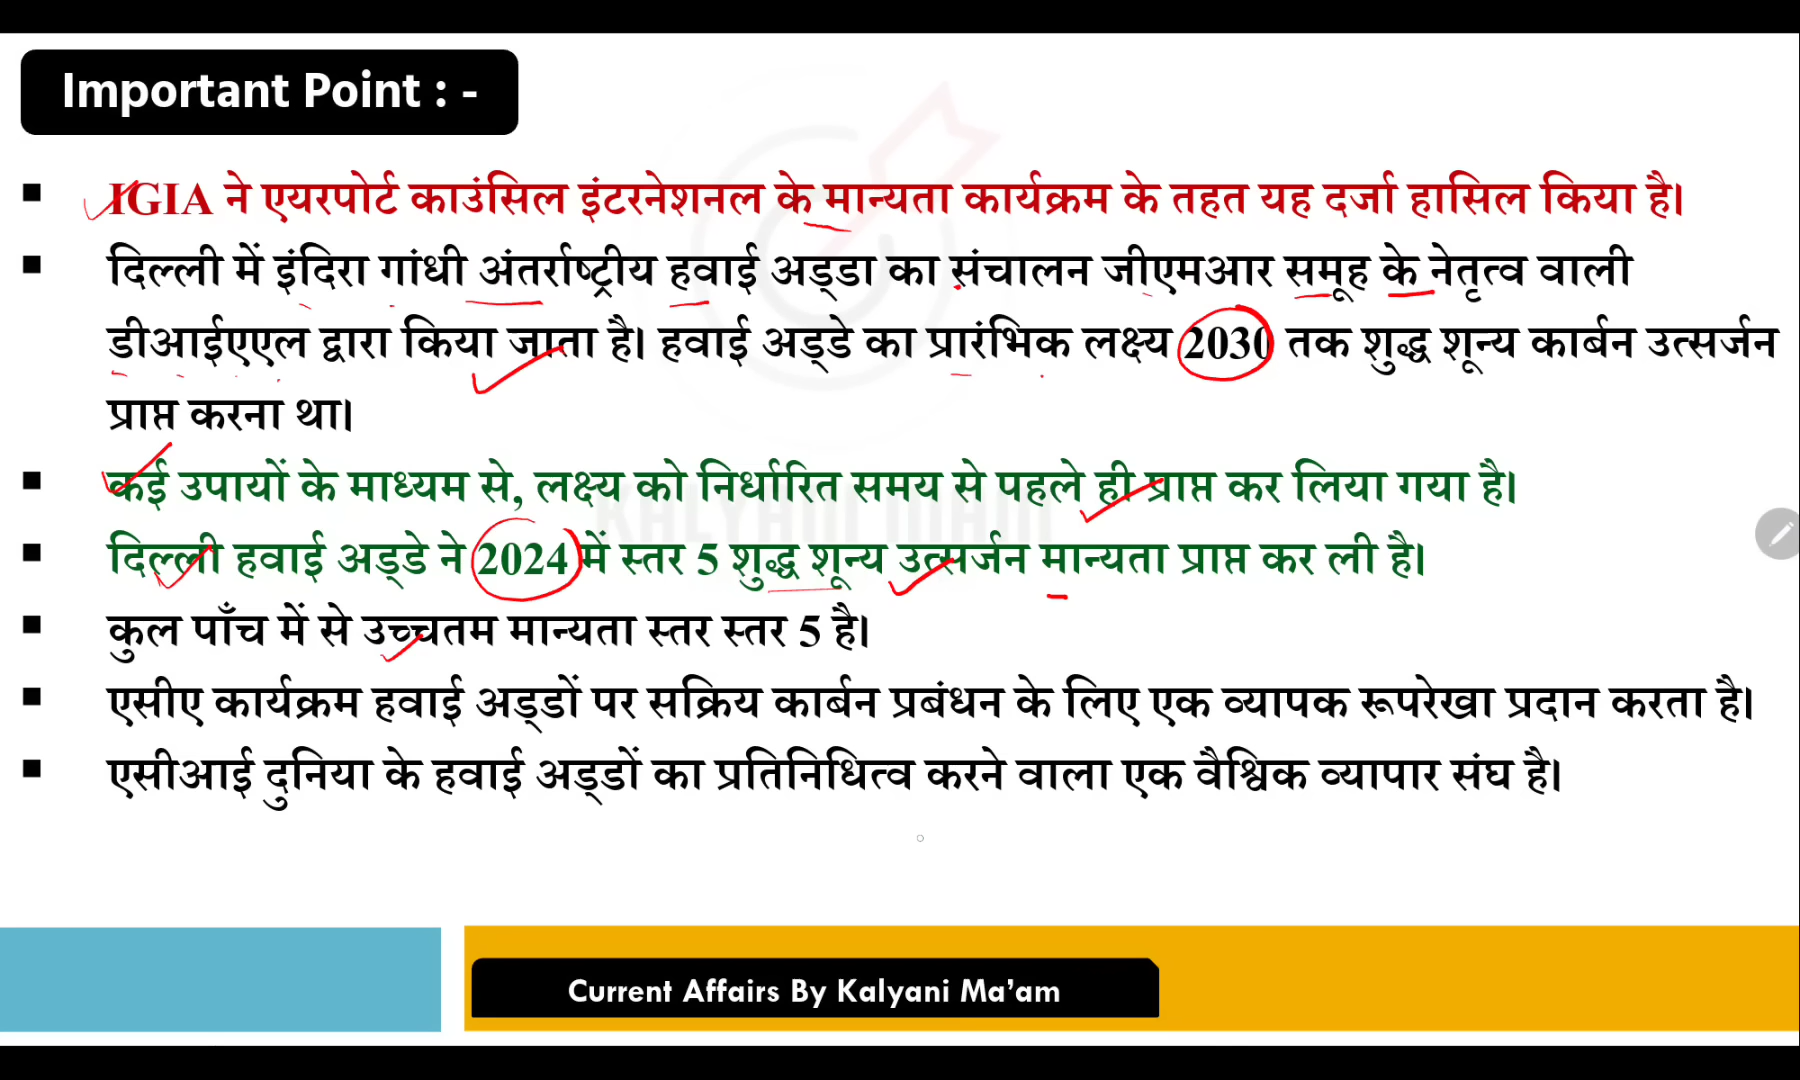 Important Point : -
IGIA ने एयरपोर्ट काउंसिल इंटरनेशनल के मान्यता कार्यक्रम के तहत यह दर्जा हासिल किया है।
दिल्ली में इंदिरा गांधी अंतर्राष्ट्रीय हवाई अड्डा का संचालन जीएमआर समूह के नेतृत्व वाली
डीआईएएल द्वारा किया जाता है। हवाई अड्डे का प्रारंभिक लक्ष्य 2030 तक शुद्ध शून्य कार्बन उत्सर्जन
प्राप्त करना था।
कई उपायों के माध्यम से, लक्ष्य को निर्धारित समय से पहले ही प्राप्त कर लिया गया है।
KALYANI MAM
दिल्ली हवाई अड्डे ने 2024 में स्तर 5 शुद्ध शून्य उत्सर्जन मान्यता प्राप्त कर ली है।
कुल पाँच में से उच्चतम मान्यता स्तर स्तर 5 है।
एसीए कार्यक्रम हवाई अड्डों पर सक्रिय कार्बन प्रबंधन के लिए एक व्यापक रूपरेखा प्रदान करता है।
एसीआई दुनिया के हवाई अड्डों का प्रतिनिधित्व करने वाला एक वैश्विक व्यापार संघ है।
Current Affairs By Kalyani Ma’am